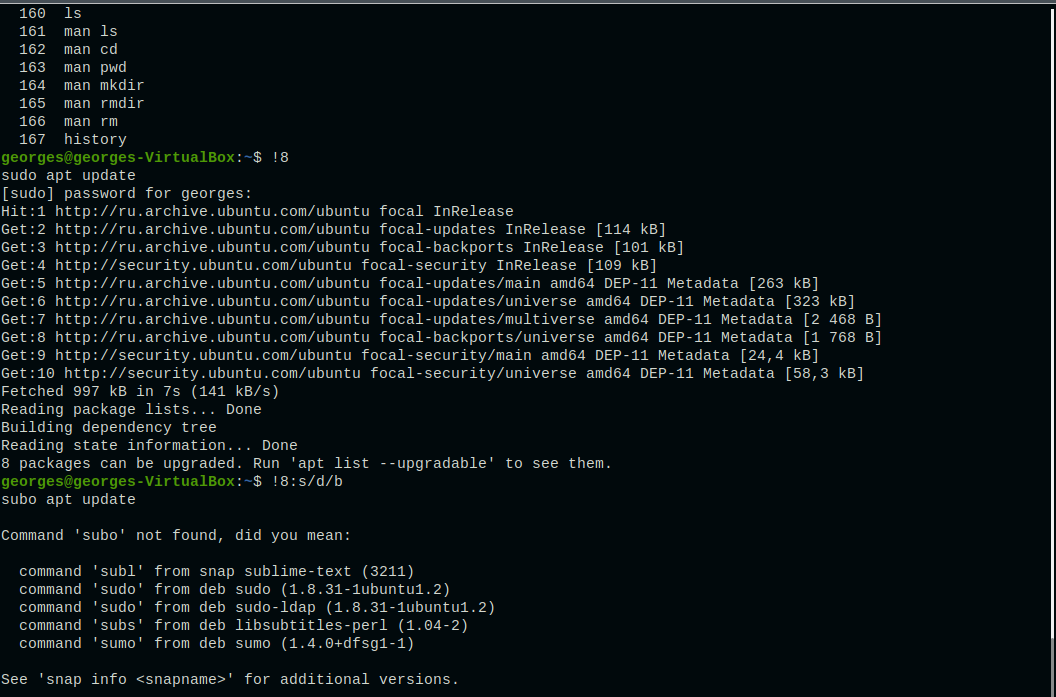 160  ls
161  man ls
162  man cd
163  man pwd
164  man mkdir
165  man rmdir
166  man rm
167  history
georges@georges-VirtualBox:~$ !8
sudo apt update
[sudo] password for georges:
Hit:1 http://ru.archive.ubuntu.com/ubuntu focal InRelease
Get:2 http://ru.archive.ubuntu.com/ubuntu focal-updates InRelease [114 kB]
Get:3 http://ru.archive.ubuntu.com/ubuntu focal-backports InRelease [101 kB]
Get:4 http://security.ubuntu.com/ubuntu focal-security InRelease [109 kB]
Get:5 http://ru.archive.ubuntu.com/ubuntu focal-updates/main amd64 DEP-11 Metadata [263 kB]
Get:6 http://ru.archive.ubuntu.com/ubuntu focal-updates/universe amd64 DEP-11 Metadata [323 kB]
Get:7 http://ru.archive.ubuntu.com/ubuntu focal-updates/multiverse amd64 DEP-11 Metadata [2 468 B]
Get:8 http://ru.archive.ubuntu.com/ubuntu focal-backports/universe amd64 DEP-11 Metadata [1 768 B]
Get:9 http://security.ubuntu.com/ubuntu focal-security/main amd64 DEP-11 Metadata [24,4 kB]
Get:10 http://security.ubuntu.com/ubuntu focal-security/universe amd64 DEP-11 Metadata [58,3 kB]
Fetched 997 kB in 7s (141 kB/s)
Reading package lists... Done
Building dependency tree
Reading state information... Done
8 packages can be upgraded. Run 'apt list --upgradable' to see them.
georges@georges-VirtualBox:~$ !8:s/d/b
subo apt update

Command 'subo' not found, did you mean:

  command 'subl' from snap sublime-text (3211)
  command 'sudo' from deb sudo (1.8.31-1ubuntu1.2)
  command 'sudo' from deb sudo-ldap (1.8.31-1ubuntu1.2)
  command 'subs' from deb libsubtitles-perl (1.04-2)
  command 'sumo' from deb sumo (1.4.0+dfsg1-1)

See 'snap info <snapname>' for additional versions.